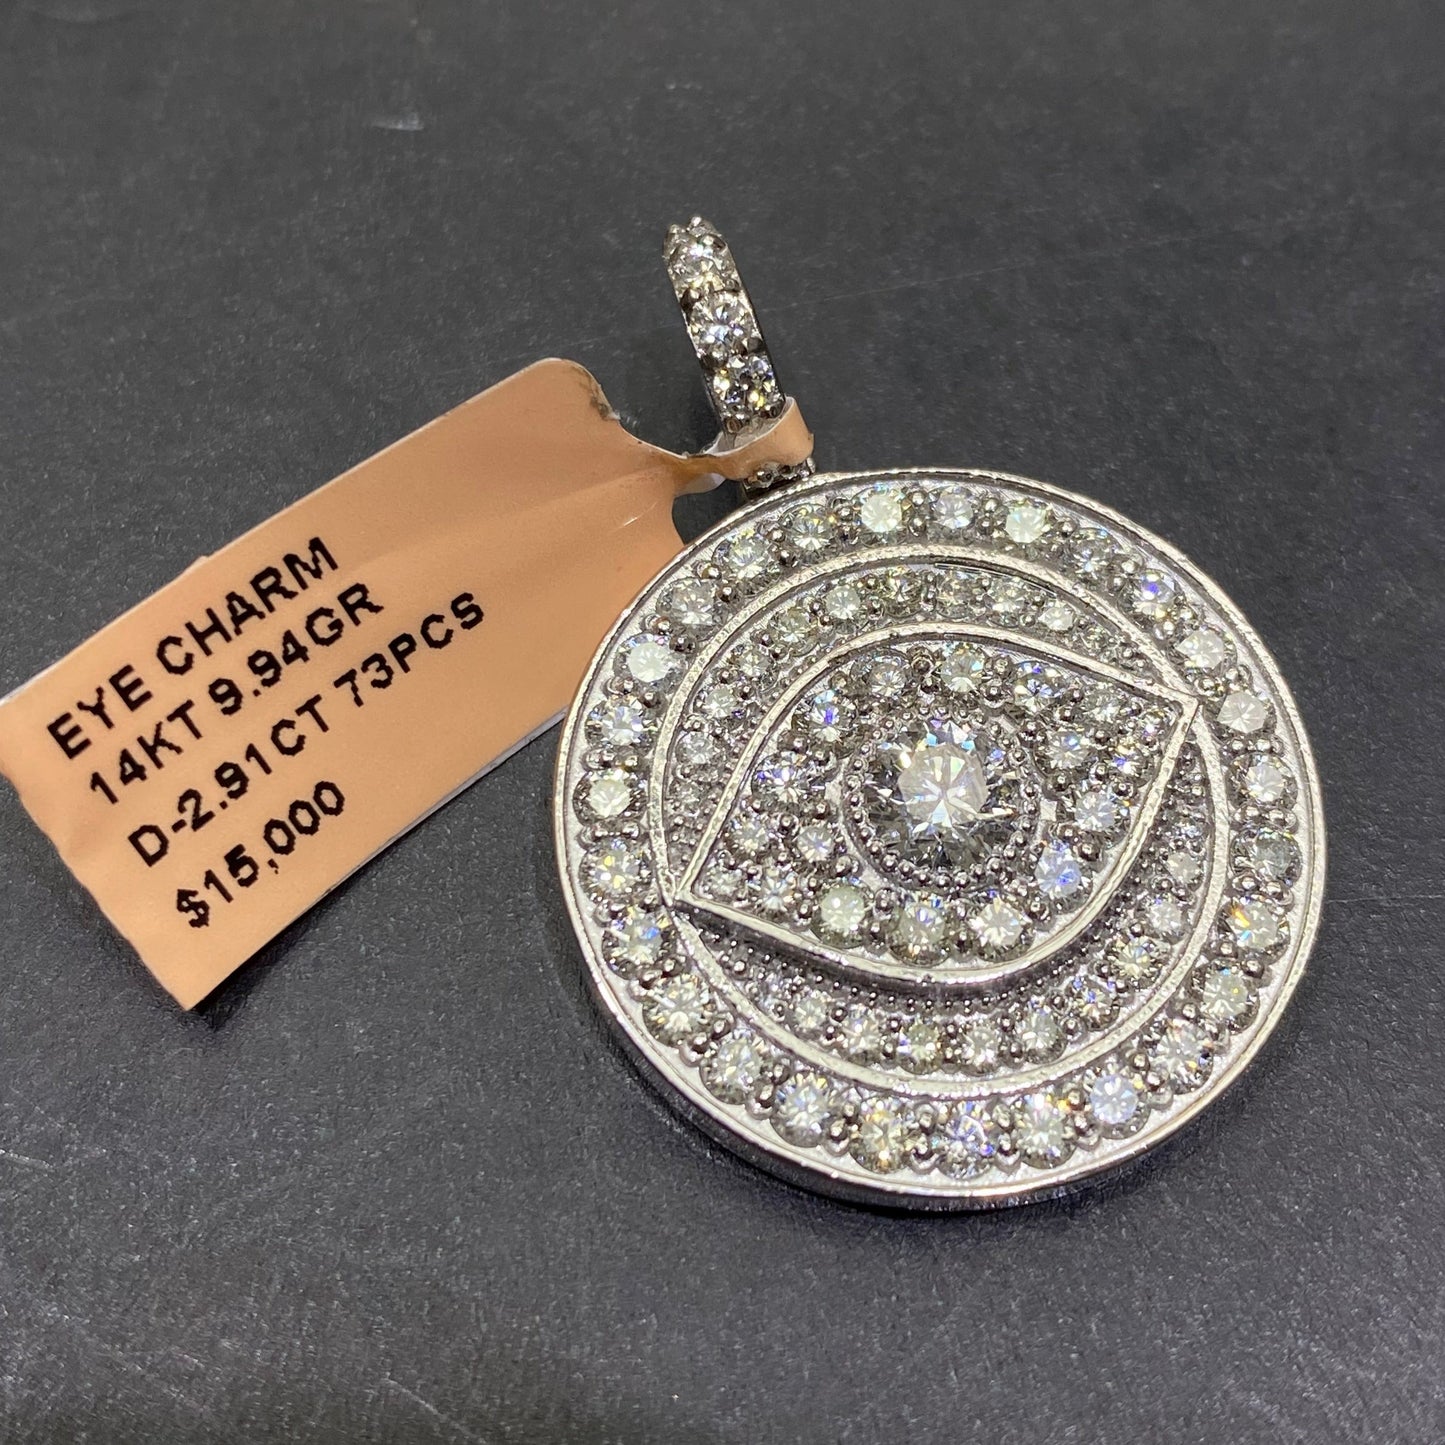 EYE CHARM
14KT 9.94GR
D-2.91CT 73PCS
$15,000